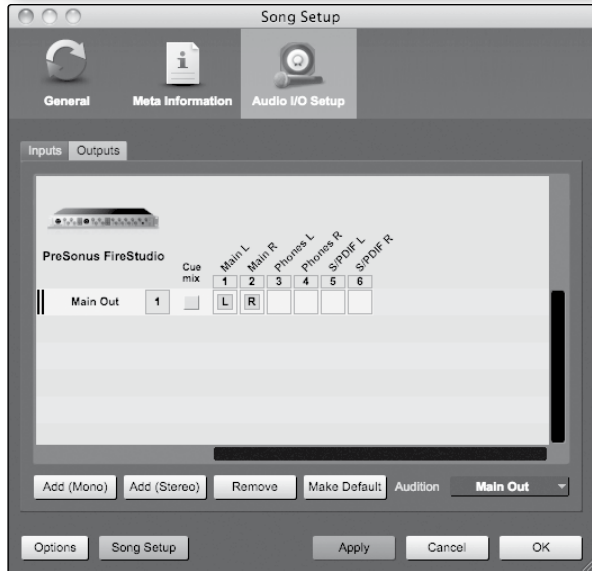 Song Setup
General Meta Information Audio I/O Setup
Inputs Outputs
PreSonus FireStudio
Cue mix
Main L Main R Phones L Phones R S/PDIF L S/PDIF R
1 2 3 4 5 6
Main Out 1 L R
Add (Mono) Add (Stereo) Remove Make Default Audition Main Out
Options Song Setup Apply Cancel OK